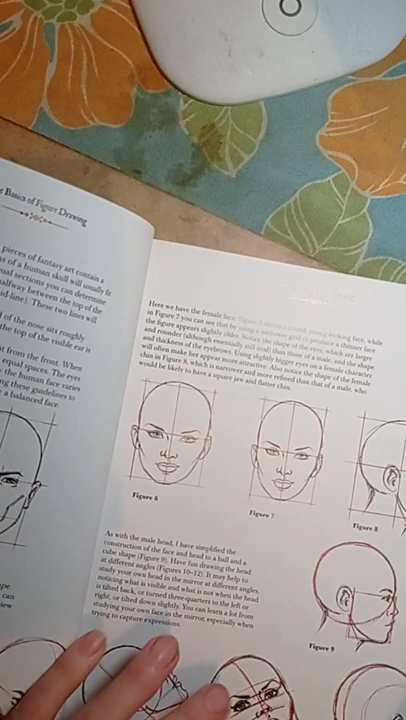 e Basics of Figure Drawing
pieces of fantasy art contain a
s of a human skull will usually fit
ual sections you can determine
halfway between the top of the
id-line). These two lines will
d of the nose sits roughly
the top of the visible ear is
it from the front. When
equal spaces. The eyes
the human face varies
ng these guidelines to
e a balanced face.
can
view
Here we have the female face. Figure 6 shows a round, young looking face, while
in Figure 7 you can see that by using a narrower grid to produce a thinner face
the figure appears slightly older. Notice the shape of the eyes, which are larger
and rounder (although essentially still oval) than those of a male, and the shape
and thickness of the eyebrows. Using slightly bigger eyes on a female character
will often make her appear more attractive. Also notice the shape of the female
chin in Figure 8, which is narrower and more refined than that of a male, who
would be likely to have a square jaw and flatter chin.
Figure 6
Figure 7
Figure 8
As with the male head, I have simplified the
construction of the face and head to a ball and a
cube shape (Figure 9). Have fun drawing the head
at different angles (Figures 10–12). It may help to
study your own head in the mirror at different angles,
noticing what is visible and what is not when the head
is tilted back, or turned three-quarters to the left or
right, or tilted down slightly. You can learn a lot from
studying your own face in the mirror, especially when
trying to capture expressions.
Figure 9